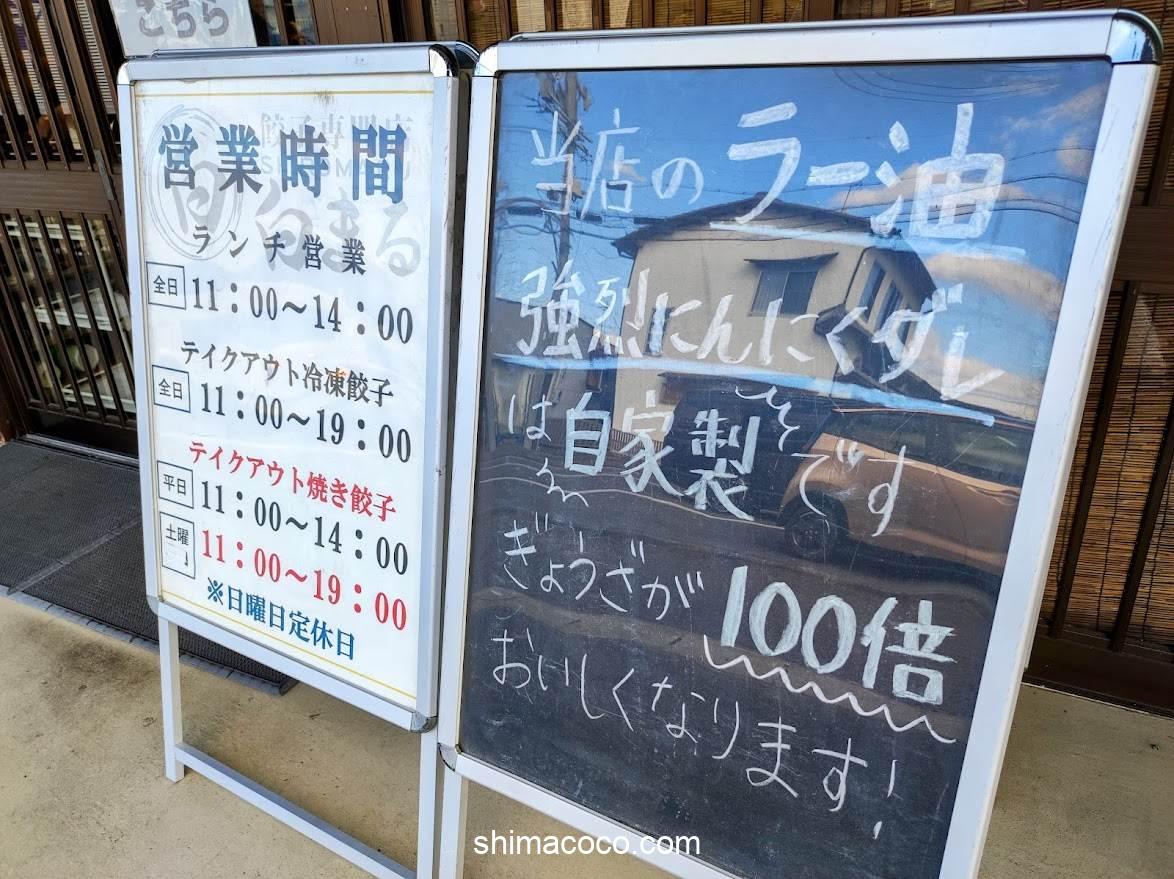 こちら
営業時間
ランチ営業
全日 11：00～14：00
テイクアウト冷凍餃子
全日 11：00～19：00
テイクアウト焼き餃子
平日 11：00～14：00
土曜 11：00～19：00
※日曜日定休日
当店のラー油
強烈にんにくダレ
は自家製みそです
ぎょうざが100倍
おいしくなります!
shimacoco.com